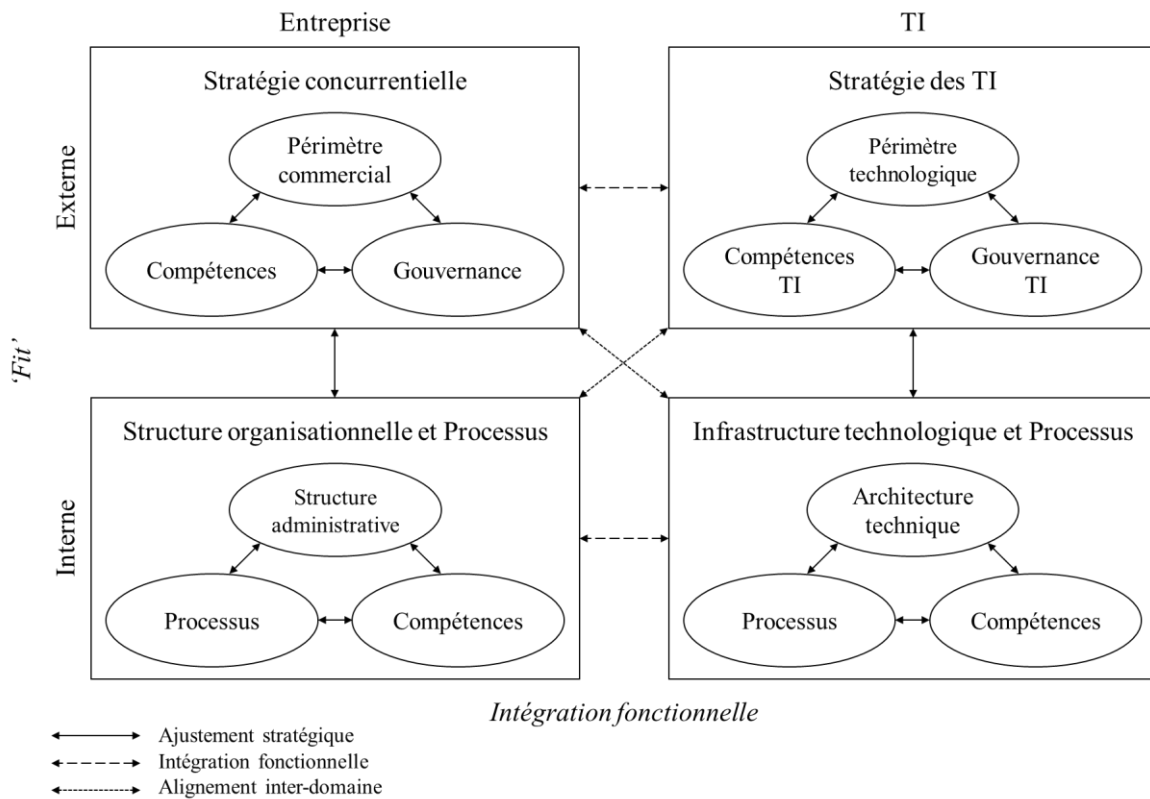 Entreprise
TI
Stratégie concurrentielle
Stratégie des TI
Externe
Périmètre
commercial
Périmètre
technologique
Compétences
Gouvernance
Compétences
TI
Gouvernance
TI
'Fit'
Structure organisationnelle et Processus
Infrastructure technologique et Processus
Interne
Structure
administrative
Architecture
technique
Processus
Compétences
Processus
Compétences
Intégration fonctionnelle
Ajustement stratégique
Intégration fonctionnelle
Alignement inter-domaine